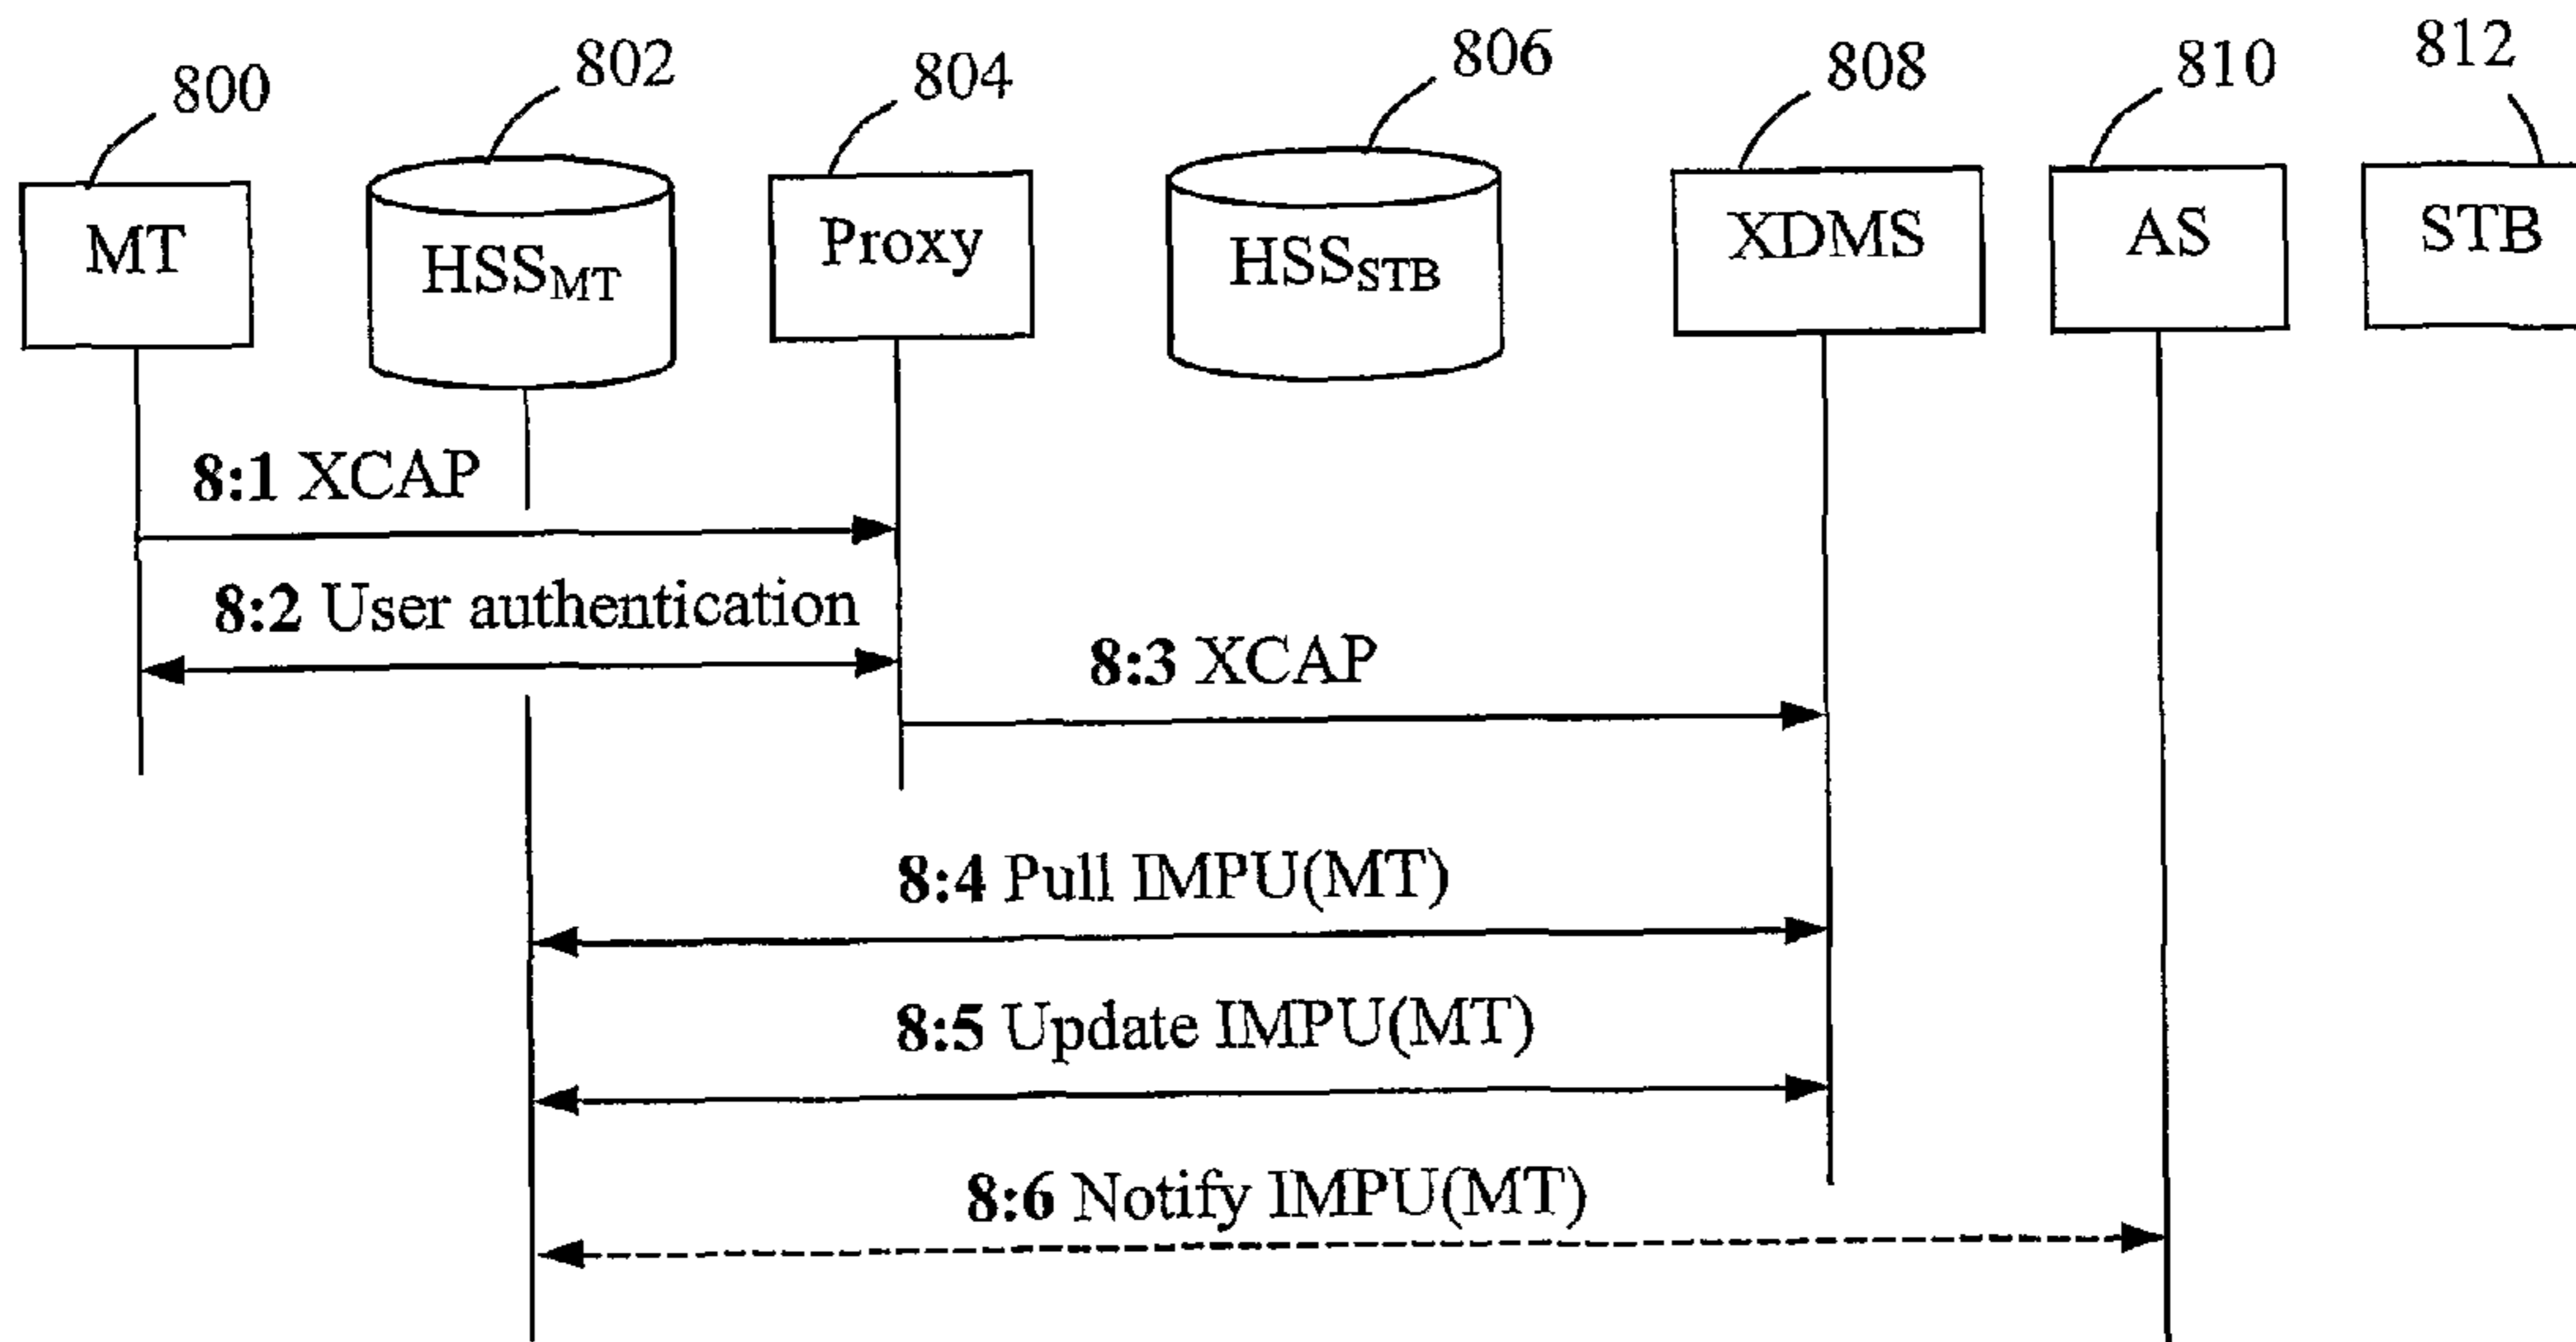 800
802
804
806
808
810
812
MT
HSSMT
Proxy
HSSSTB
XDMS
AS
STB
8:1 XCAP
8:2 User authentication
8:3 XCAP
8:4 Pull IMPU(MT)
8:5 Update IMPU(MT)
8:6 Notify IMPU(MT)